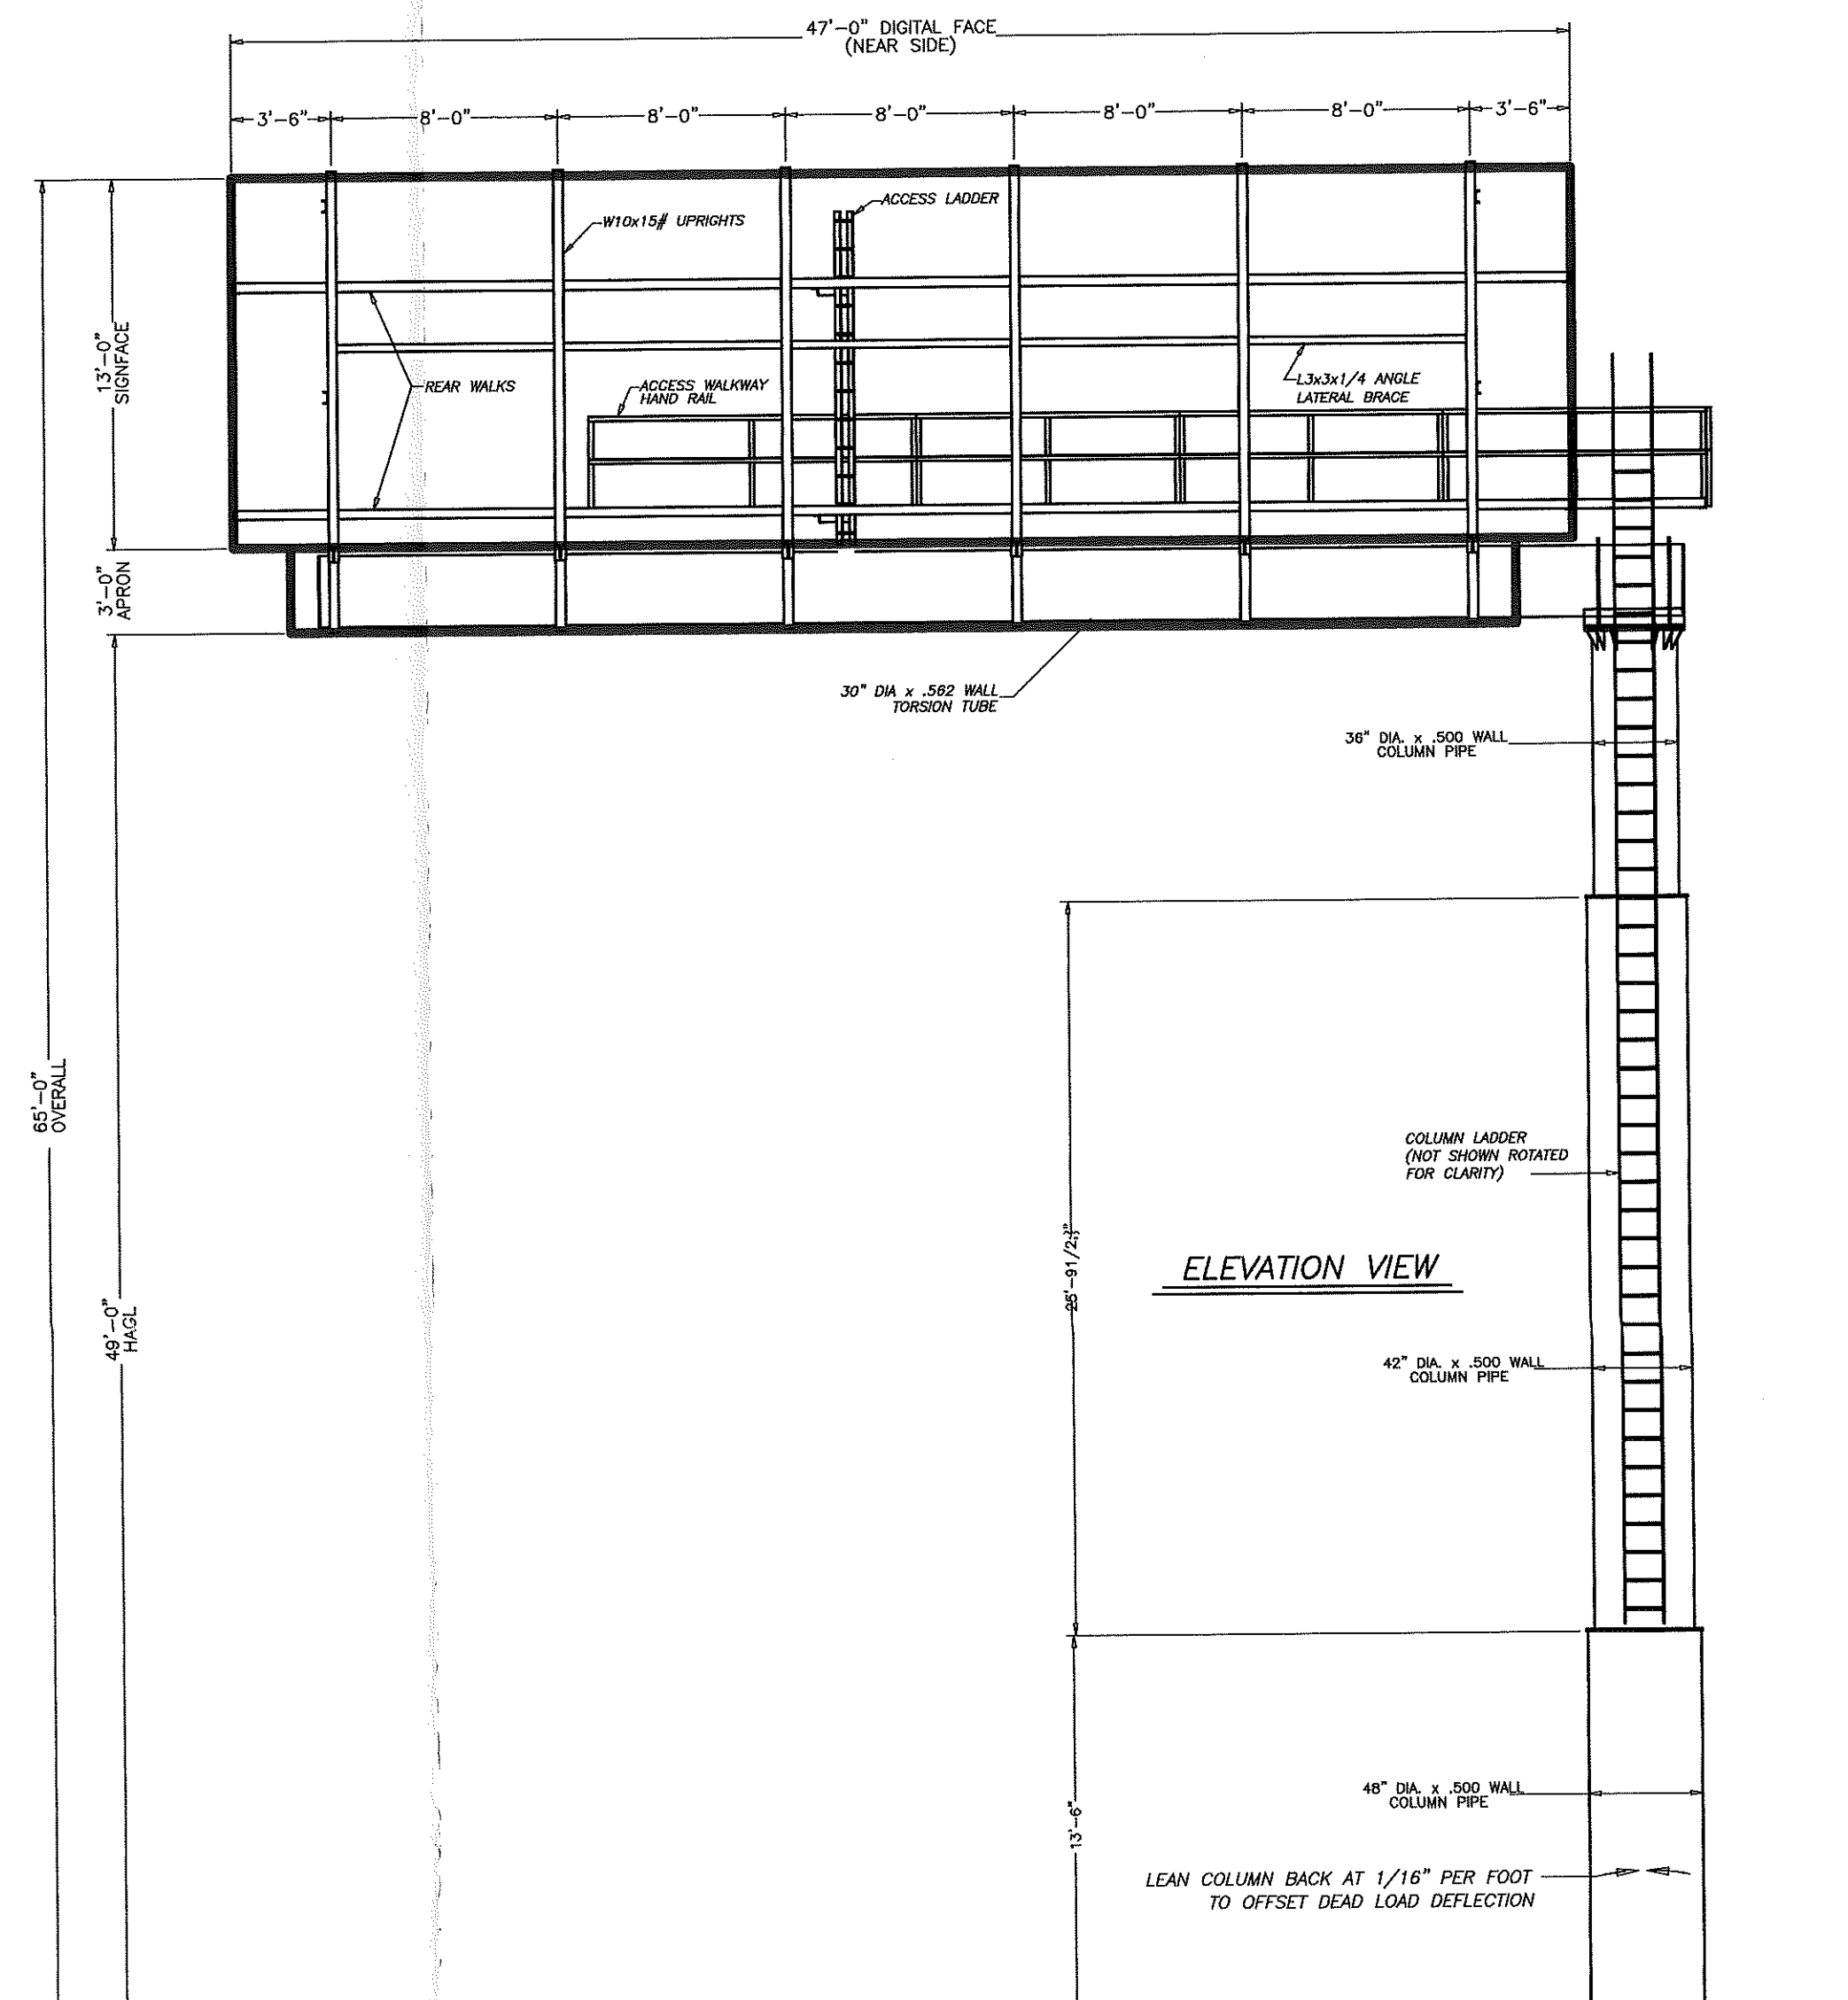 47'-0" DIGITAL FACE
(NEAR SIDE)
3'-6" 8'-0" 8'-0" 8'-0" 8'-0" 8'-0" 3'-6"
ACCESS LADDER
W10x15# UPRIGHTS
13'-0"
SIGNFACE
REAR WALKS
ACCESS WALKWAY
HAND RAIL
L3x3x1/4 ANGLE
LATERAL BRACE
3'-0"
APRON
30" DIA x .562 WALL
TORSION TUBE
36" DIA. x .500 WALL
COLUMN PIPE
65'-0"
OVERALL
COLUMN LADDER
(NOT SHOWN ROTATED
FOR CLARITY)
ELEVATION VIEW
49'-0"
HAGL
42" DIA. x .500 WALL
COLUMN PIPE
48" DIA. x .500 WALL
COLUMN PIPE
13'-6"
LEAN COLUMN BACK AT 1/16" PER FOOT
TO OFFSET DEAD LOAD DEFLECTION